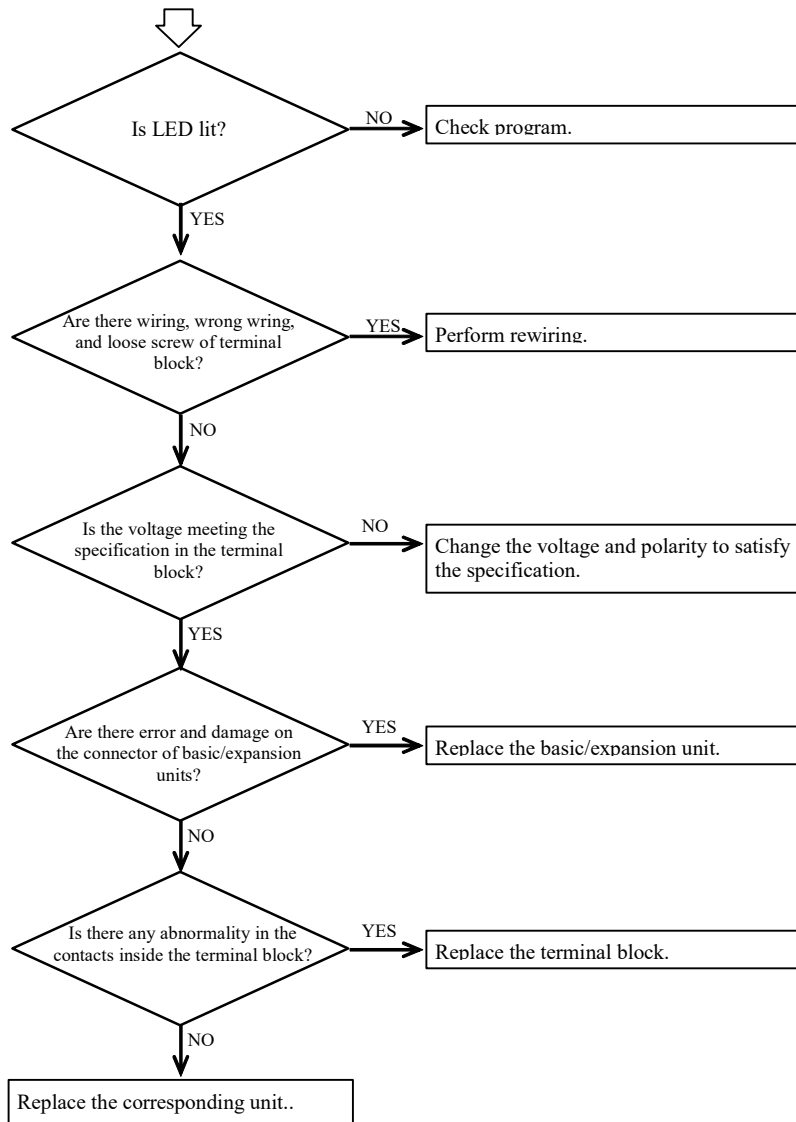 Is LED lit?
NO
Check program.
YES
Are there wiring, wrong wring,
and loose screw of terminal
block?
YES
Perform rewiring.
NO
Is the voltage meeting the
specification in the terminal
block?
NO
Change the voltage and polarity to satisfy
the specification.
YES
Are there error and damage on
the connector of basic/expansion
units?
YES
Replace the basic/expansion unit.
NO
Is there any abnormality in the
contacts inside the terminal block?
YES
Replace the terminal block.
NO
Replace the corresponding unit..